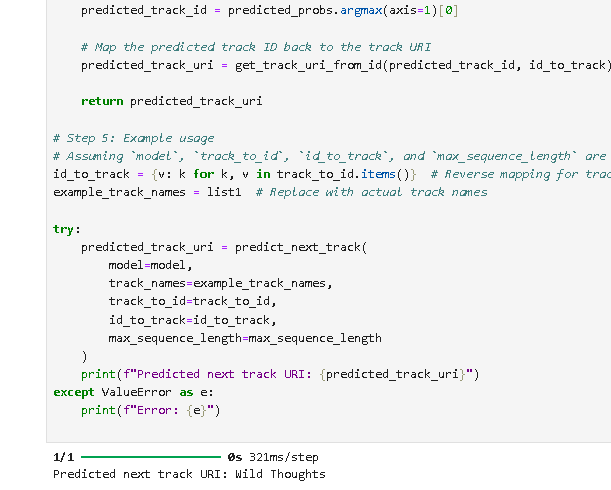 predicted_track_id = predicted_probs.argmax(axis=1)[0]
# Map the predicted track ID back to the track URI
predicted_track_uri = get_track_uri_from_id(predicted_track_id, id_to_track)
return predicted_track_uri
# Step 5: Example usage
# Assuming `model`, `track_to_id`, `id_to_track`, and `max_sequence_length` are
id_to_track = {v: k for k, v in track_to_id.items()}  # Reverse mapping for trac
example_track_names = list1  # Replace with actual track names
try:
predicted_track_uri = predict_next_track(
model=model,
track_names=example_track_names,
track_to_id=track_to_id,
id_to_track=id_to_track,
max_sequence_length=max_sequence_length
)
print(f"Predicted next track URI: {predicted_track_uri}")
except ValueError as e:
print(f"Error: {e}")
1/1 0s 321ms/step
Predicted next track URI: Wild Thoughts